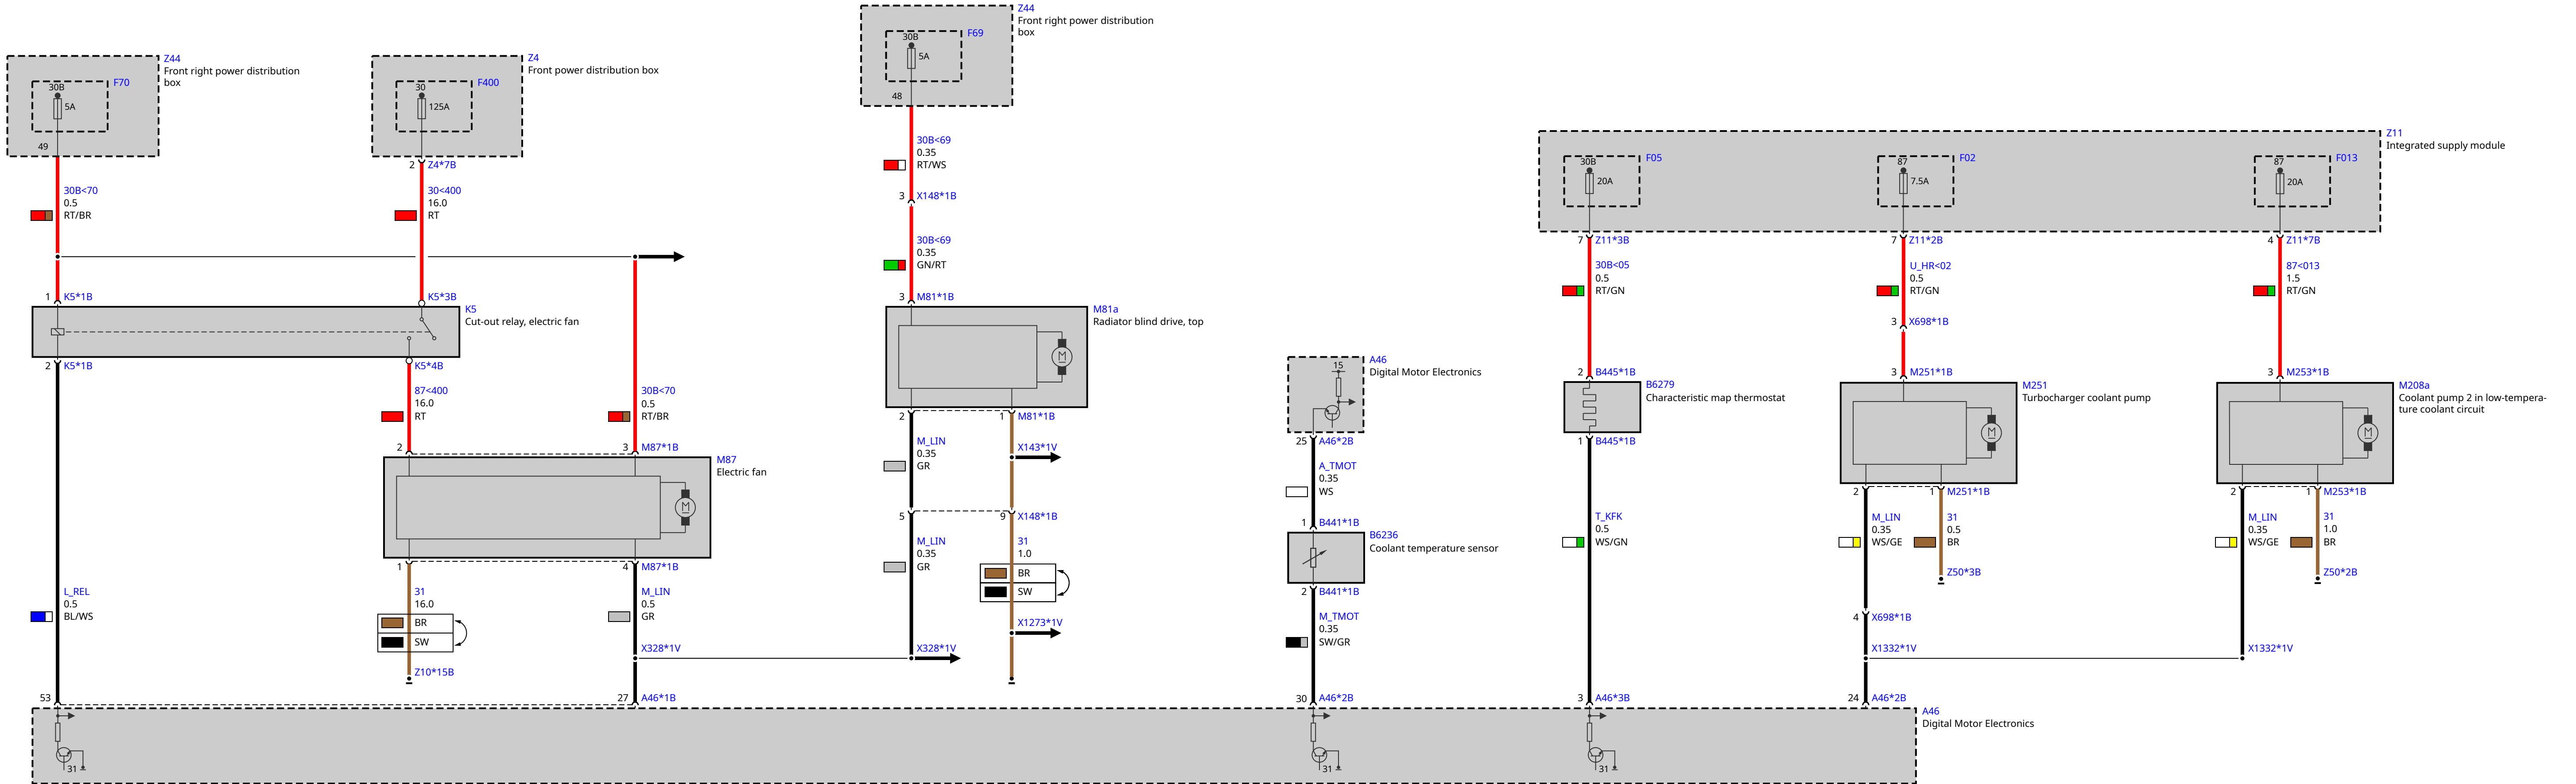 Z44
Front right power distribution
box
F70
30B
5A
49
30B<70
0.5
RT/BR
1
K5*1B
Z4
Front power distribution box
F400
30
125A
2
Z4*7B
30<400
16.0
RT
K5*3B
K5
Cut-out relay, electric fan
2
K5*1B
K5*4B
87<400
16.0
RT
30B<70
0.5
RT/BR
2
3
M87*1B
M87
Electric fan
M
1
4
M87*1B
L_REL
0.5
BL/WS
31
16.0
BR
SW
Z10*15B
M_LIN
0.5
GR
X328*1V
53
27
A46*1B
Z44
Front right power distribution
box
F69
30B
5A
48
30B<69
0.35
RT/WS
3
X148*1B
30B<69
0.35
GN/RT
3
M81*1B
M81a
Radiator blind drive, top
M
2
1
M81*1B
M_LIN
0.35
GR
X143*1V
5
9
X148*1B
M_LIN
0.35
GR
31
1.0
BR
SW
X1273*1V
X328*1V
A46
Digital Motor Electronics
15
25
A46*2B
A_TMOT
0.35
WS
1
B441*1B
B6236
Coolant temperature sensor
2
B441*1B
M_TMOT
0.35
SW/GR
30
A46*2B
Z11
Integrated supply module
F05
30B
20A
7
Z11*3B
30B<05
0.5
RT/GN
2
B445*1B
B6279
Characteristic map thermostat
1
B445*1B
T_KFK
0.5
WS/GN
3
A46*3B
F02
87
7.5A
7
Z11*2B
U_HR<02
0.5
RT/GN
3
X698*1B
3
M251*1B
M251
Turbocharger coolant pump
M
2
1
M251*1B
M_LIN
0.35
WS/GE
31
0.5
BR
Z50*3B
4
X698*1B
X1332*1V
24
A46*2B
F013
87
20A
4
Z11*7B
87<013
1.5
RT/GN
3
M253*1B
M208a
Coolant pump 2 in low-tempera-
ture coolant circuit
M
2
1
M253*1B
M_LIN
0.35
WS/GE
31
1.0
BR
Z50*2B
X1332*1V
A46
Digital Motor Electronics
31
31
31